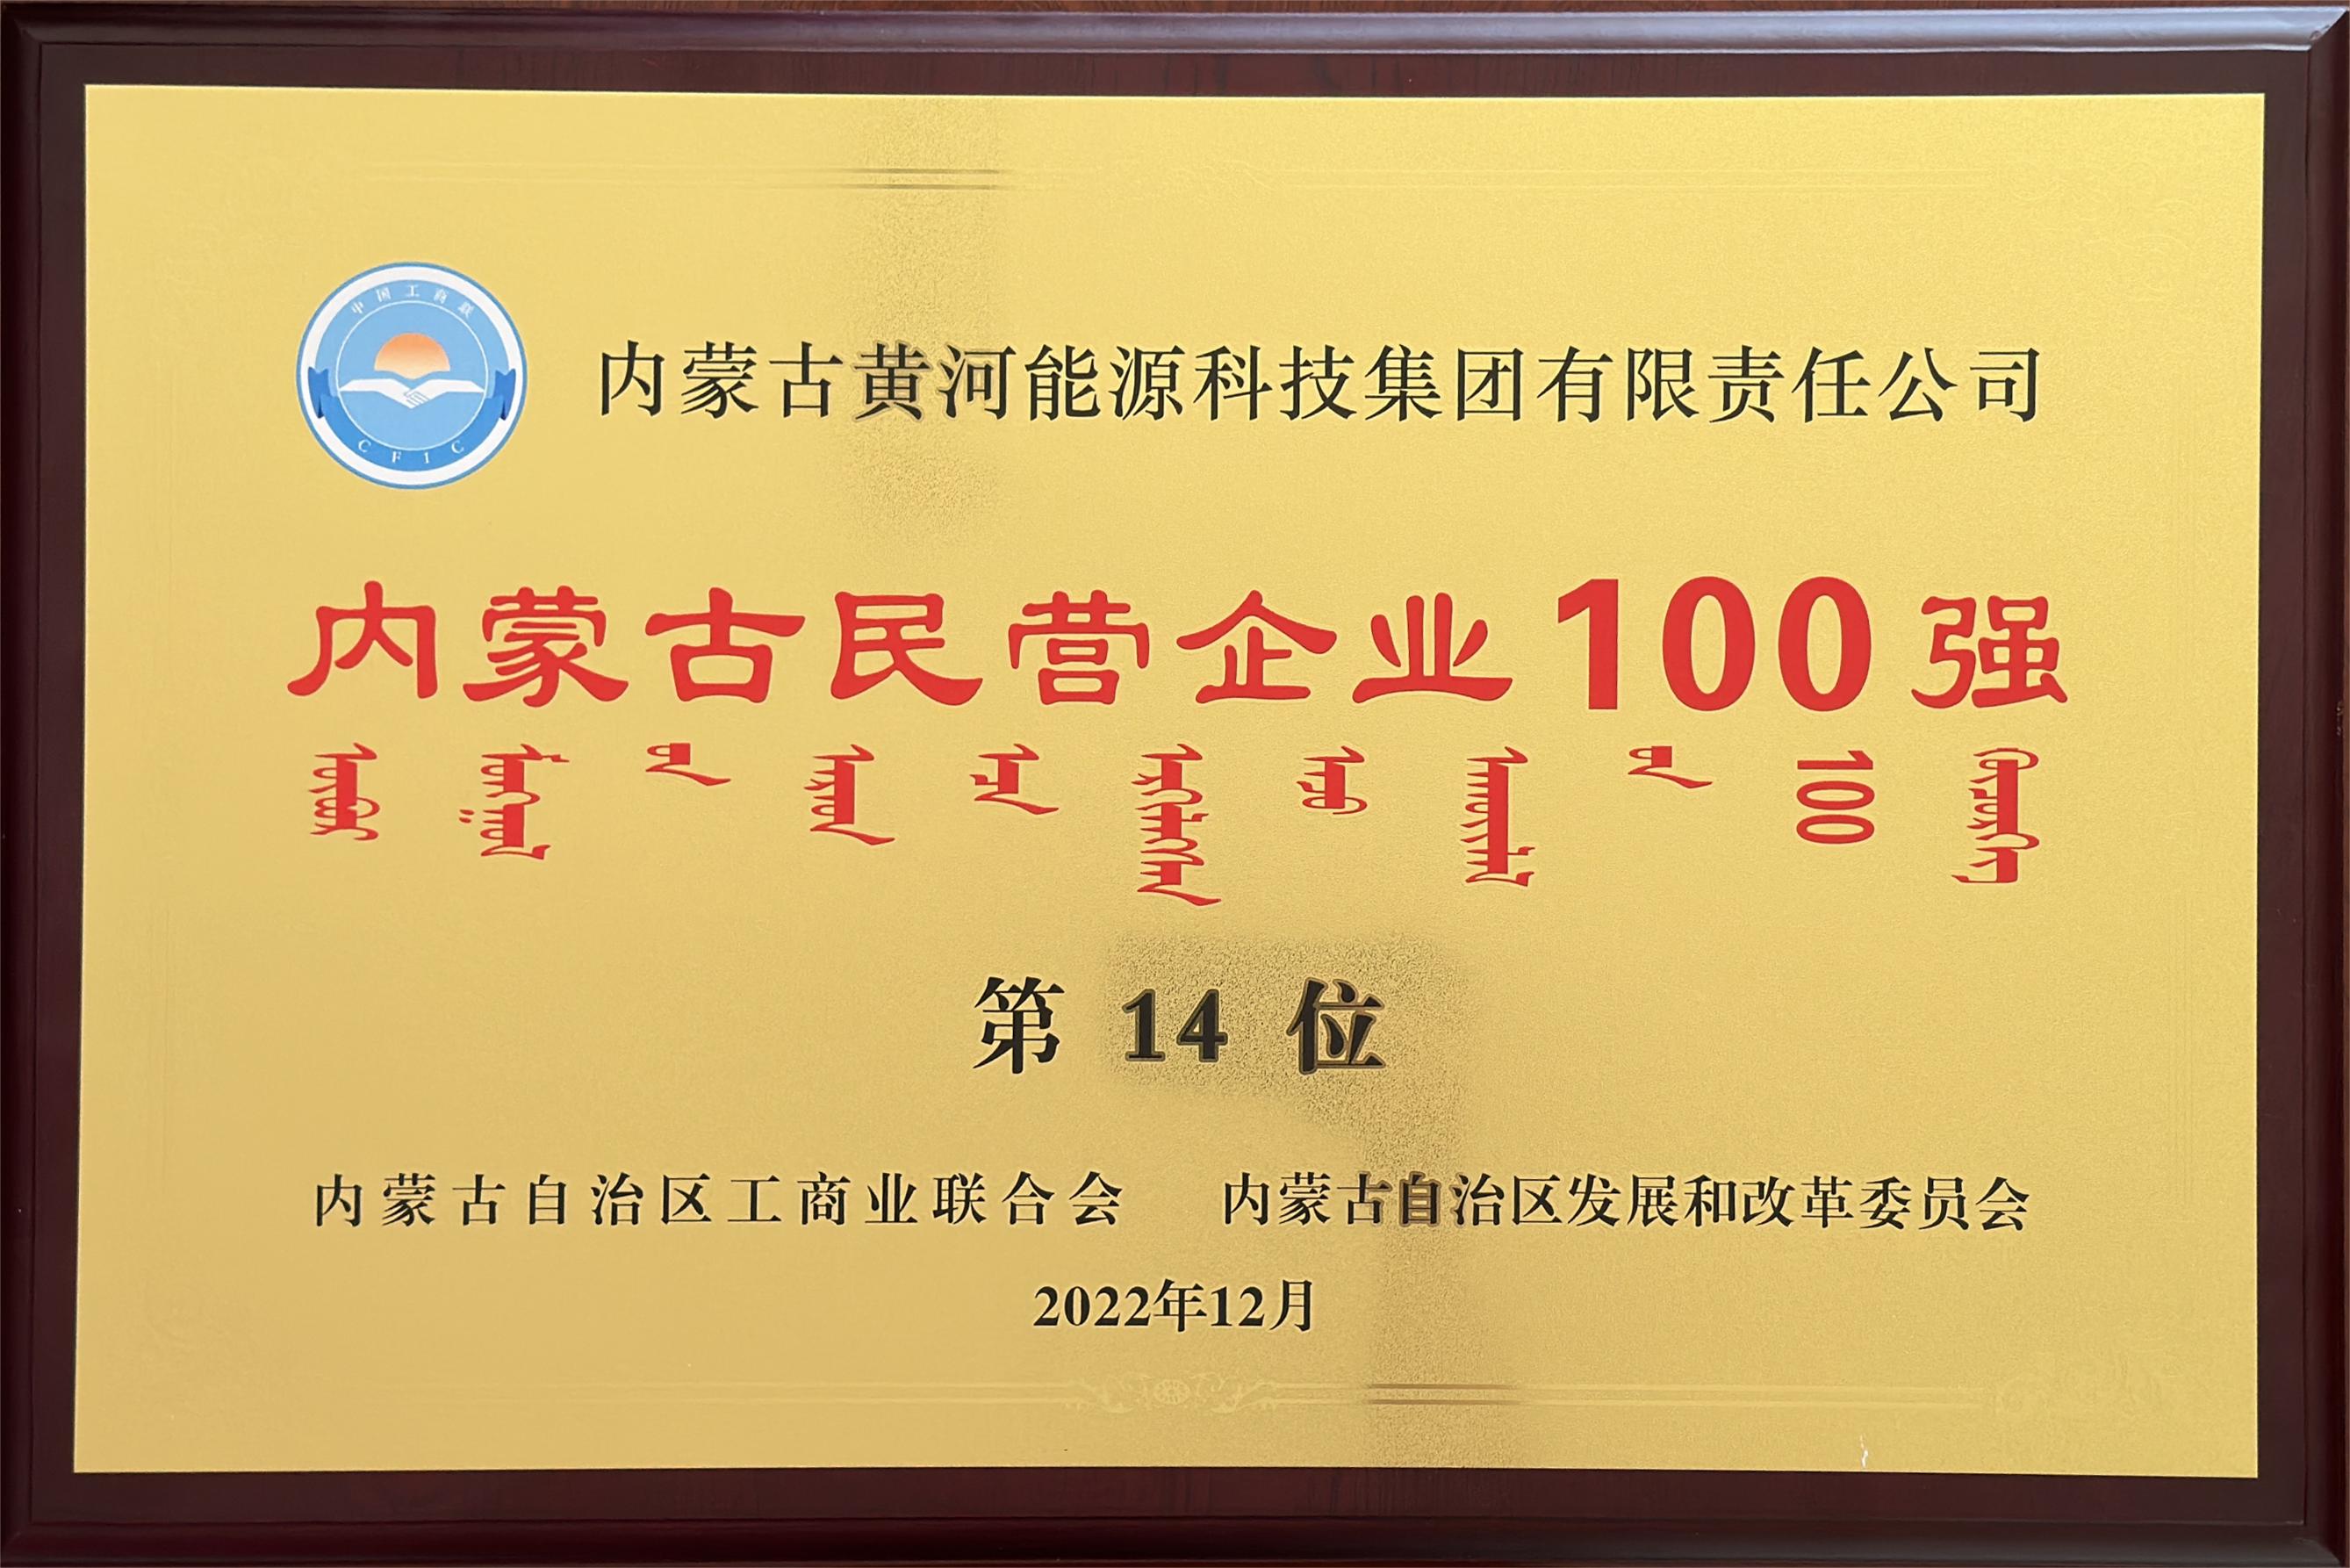 中国工商联
CFIC
内蒙古黄河能源科技集团有限责任公司
内蒙古民营企业100强
100
第 14 位
内蒙古自治区工商业联合会 内蒙古自治区发展和改革委员会
2022年12月